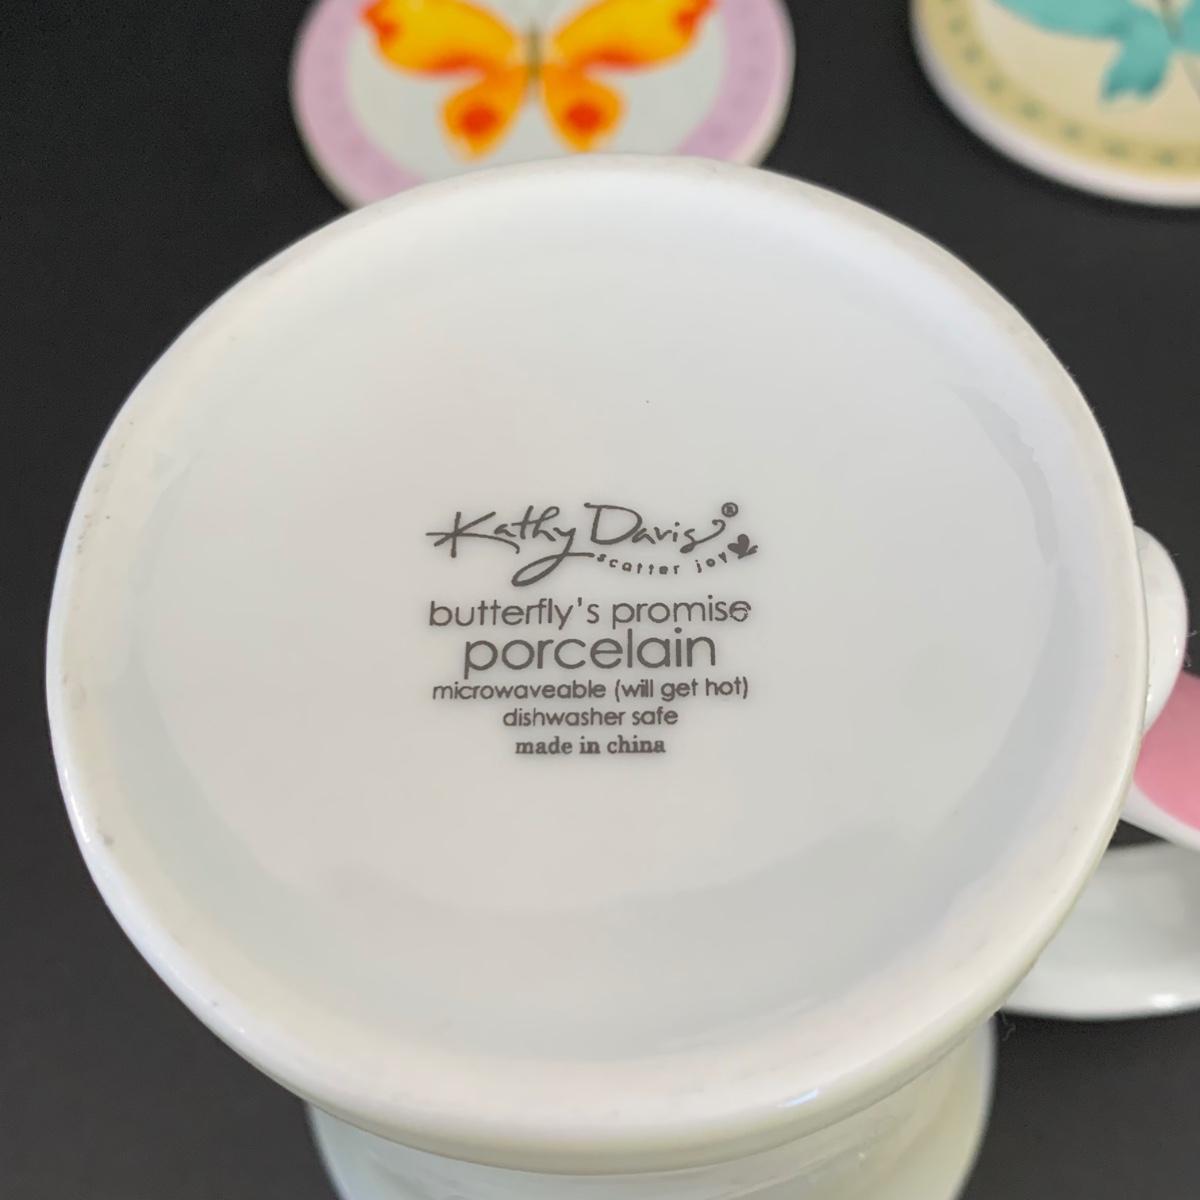 Kathy Davis®
scatter joy
butterfly's promise
porcelain
microwaveable (will get hot)
dishwasher safe
made in china